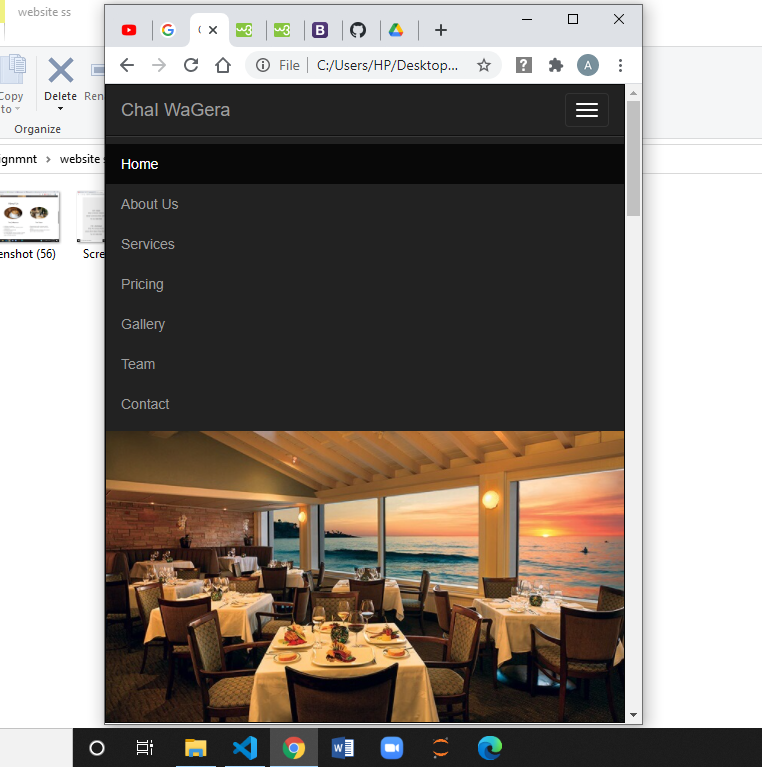 website ss
Copy
to
Delete
Ren
Organize
ignmnt > website s
enshot (56)
Scre
File | C:/Users/HP/Desktop...
A
Chal WaGera
Home
About Us
Services
Pricing
Gallery
Team
Contact